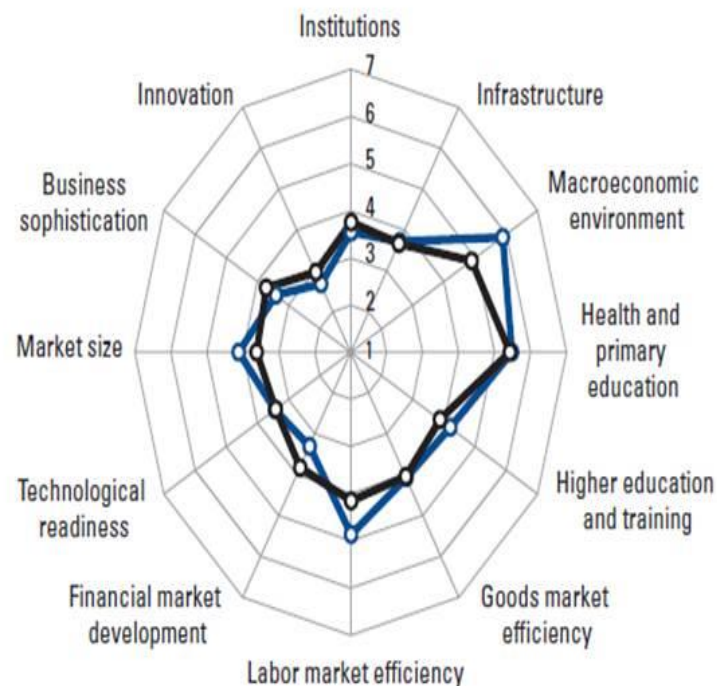 Institutions
7
Innovation
Infrastructure
6
5
Business
sophistication
Macroeconomic
environment
4
3
2
Market size
1
Health and
primary
education
Technological
readiness
Higher education
and training
Financial market
development
Goods market
efficiency
Labor market efficiency